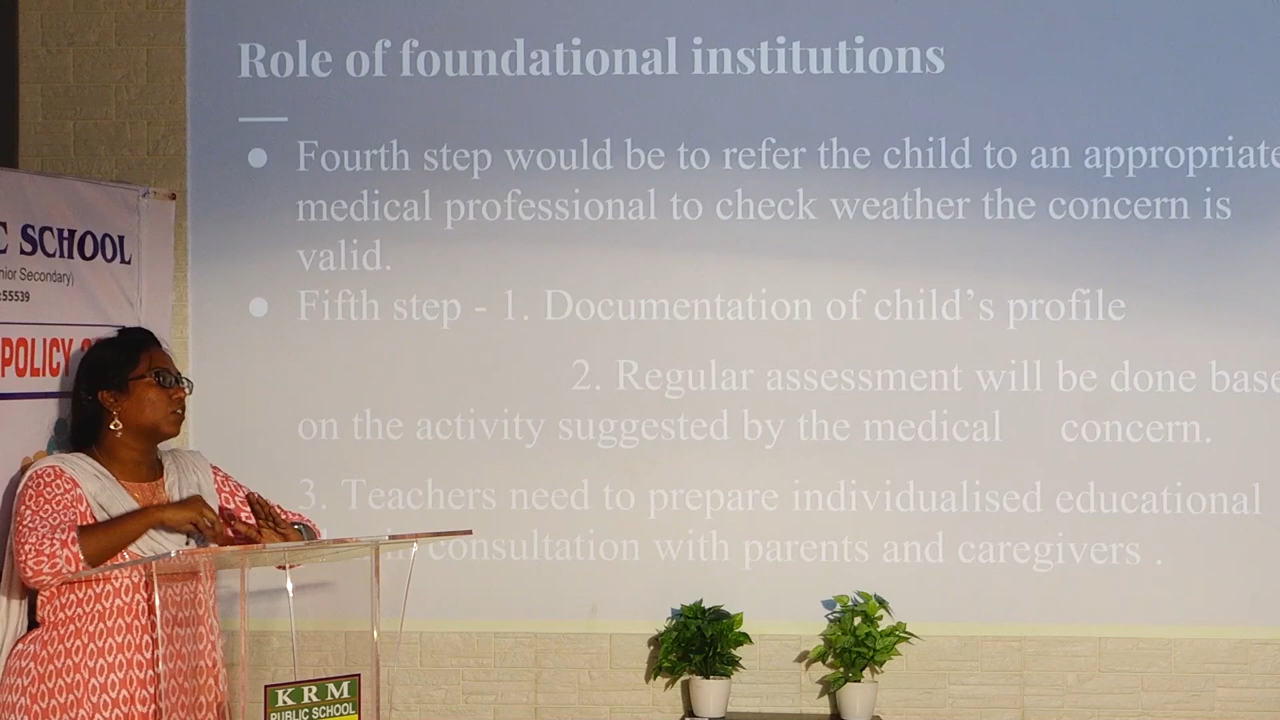 Role of foundational institutions
Fourth step would be to refer the child to an appropriate
medical professional to check weather the concern is
valid.
Fifth step - 1. Documentation of child's profile
2. Regular assessment will be done base
on the activity suggested by the medical concern.
3. Teachers need to prepare individualised educational
consultation with parents and caregivers .
C SCHOOL
nior Secondary)
55539
POLICY
KRM
PUBLIC SCHOOL